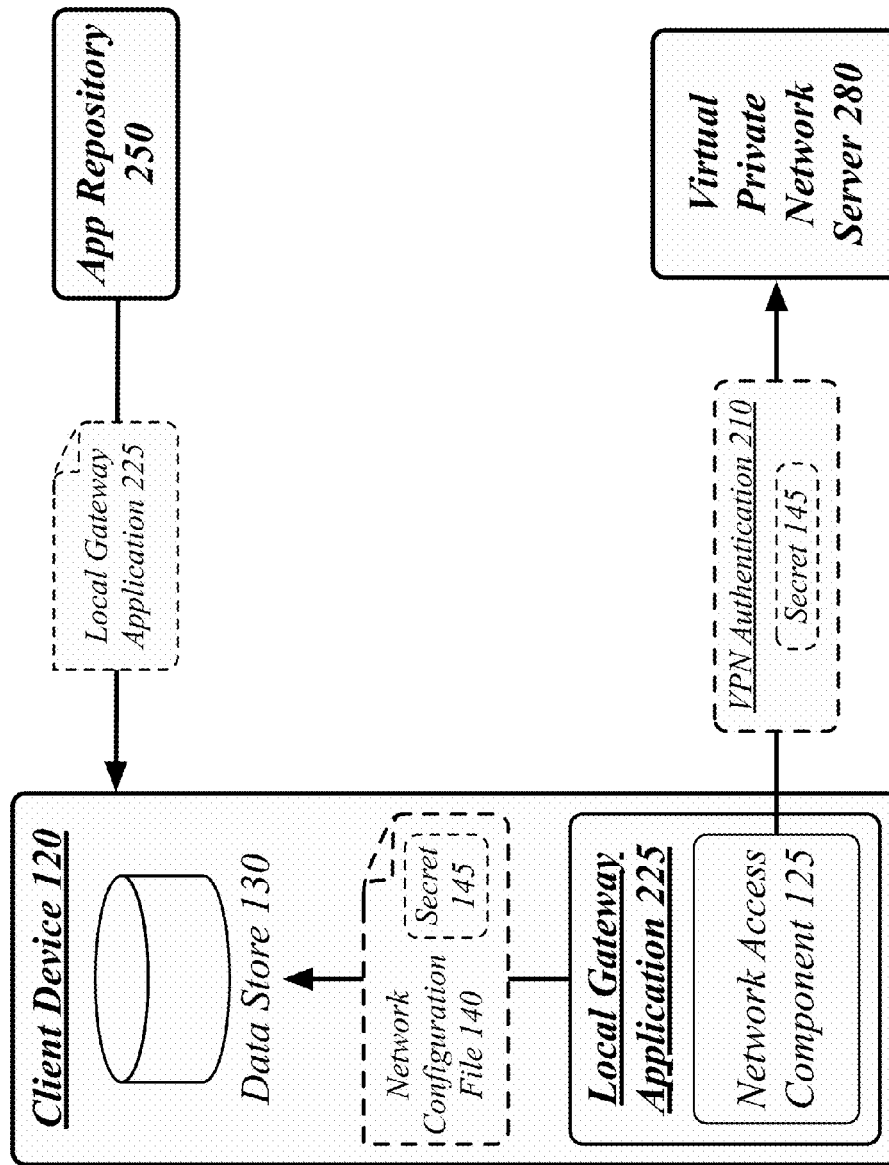 Client Device 120
Data Store 130
Network
Configuration
File 140
Secret
145
Local Gateway
Application 225
Network Access
Component 125
Local Gateway
Application 225
App Repository
250
VPN Authentication 210
Secret 145
Virtual
Private
Network
Server 280